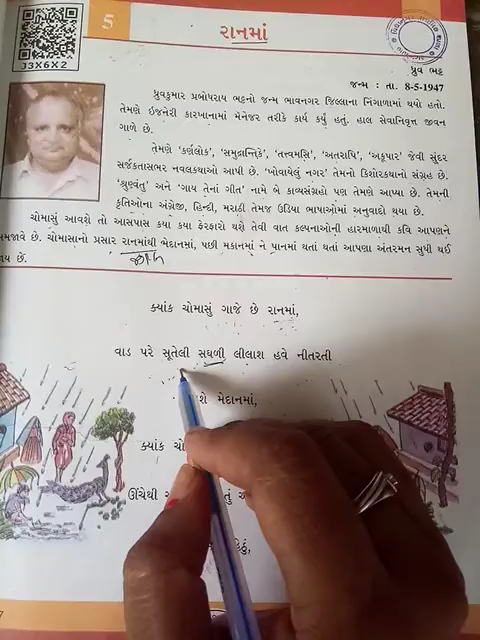 J3X6X2
5
રાનમાં
ધ્રુવ ભટ્ટ
જન્મ : તા. 8-5-1947
ધ્રુવકુમાર પ્રબોધરાય ભટ્ટનો જન્મ ભાવનગર જિલ્લાના નિંગાળામાં થયો હતો.
તેમણે ઇજનેરી કારખાનામાં મૅનેજર તરીકે કાર્ય કર્યું હતું. હાલ સેવાનિવૃત્ત જીવન
ગાળે છે.
તેમણે ‘કર્ણલોક’, ‘સમુદ્રાન્તિકે’, ‘તત્ત્વમસિ’, ‘અતરાપિ’, ‘અકૂપાર’ જેવી સુંદર
સર્જકતાસભર નવલકથાઓ આપી છે. ‘ખોવાયેલું નગર’ તેમનો કિશોરકથાનો સંગ્રહ છે.
‘શ્રુણ્વંતુ’ અને ‘ગાય તેનાં ગીત’ નામે બે કાવ્યસંગ્રહો પણ તેમણે આપ્યા છે. તેમની
કૃતિઓના અંગ્રેજી, હિન્દી, મરાઠી તેમજ ઉડિયા ભાષાઓમાં અનુવાદો થયા છે.
ચોમાસું આવશે તો આસપાસ કયા કયા ફેરફારો થશે તેવી વાત કલ્પનાઓની હારમાળાથી કવિ આપણને
સમજાવે છે. ચોમાસાનો પ્રસાર રાનમાંથી મેદાનમાં, પછી મકાનમાં ને પાનમાં થતાં થતાં આપણા અંતરમન સુધી થઈ
જાય છે.
ક્યાંક ચોમાસું ગાજે છે રાનમાં,
વાડ પરે સૂતેલી સઘળી લીલાશ હવે નીતરતી
શે મેદાનમાં,
ક્યાંક ચો
ઊંચેથી